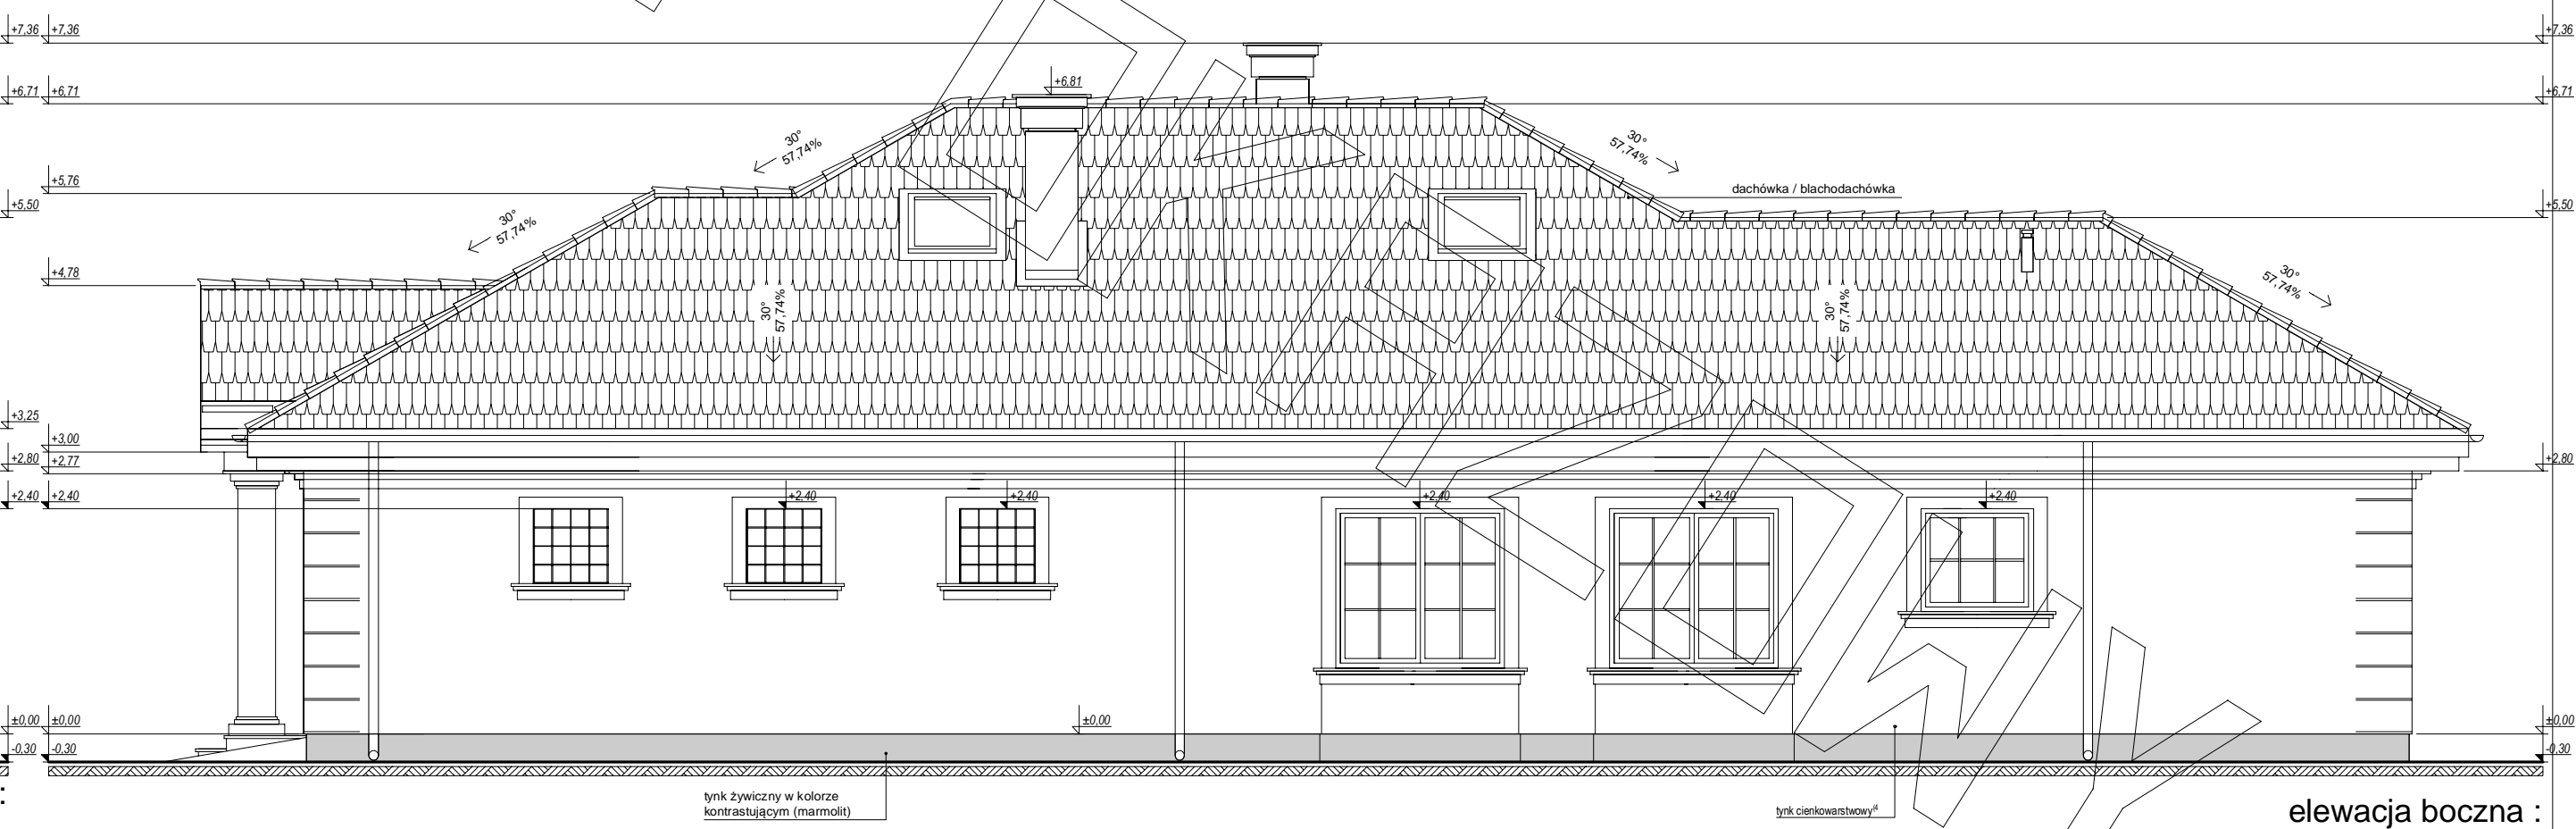 +7,36 +7,36 +7,36
+6,81
+6,71 +6,71 +6,71
30°
57,74%
30°
57,74%
+5,76
dachówka / blachodachówka
+5,50 +5,50
30°
57,74%
30°
57,74%
+4,78
30°
57,74%
30°
57,74%
+3,25
+3,00
+2,80 +2,77 +2,80
+2,40 +2,40 +2,40 +2,40 +2,40 +2,40 +2,40
±0,00 ±0,00 ±0,00 ±0,00
-0,30 -0,30 -0,30
:
tynk żywiczny w kolorze
kontrastującym (marmolit)
tynk cienkowarstwowy
elewacja boczna :